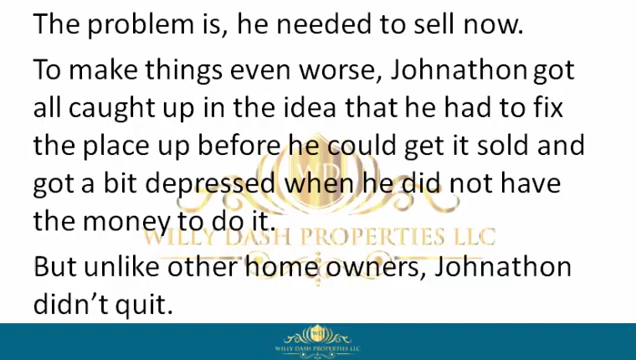 The problem is, he needed to sell now.
To make things even worse, Johnathon got
all caught up in the idea that he had to fix
the place up before he could get it sold and
got a bit depressed when he did not have
the money to do it.
WILLY DASH PROPERTIES LLC
But unlike other home owners, Johnathon
didn’t quit.
WILLY DASH PROPERTIES LLC